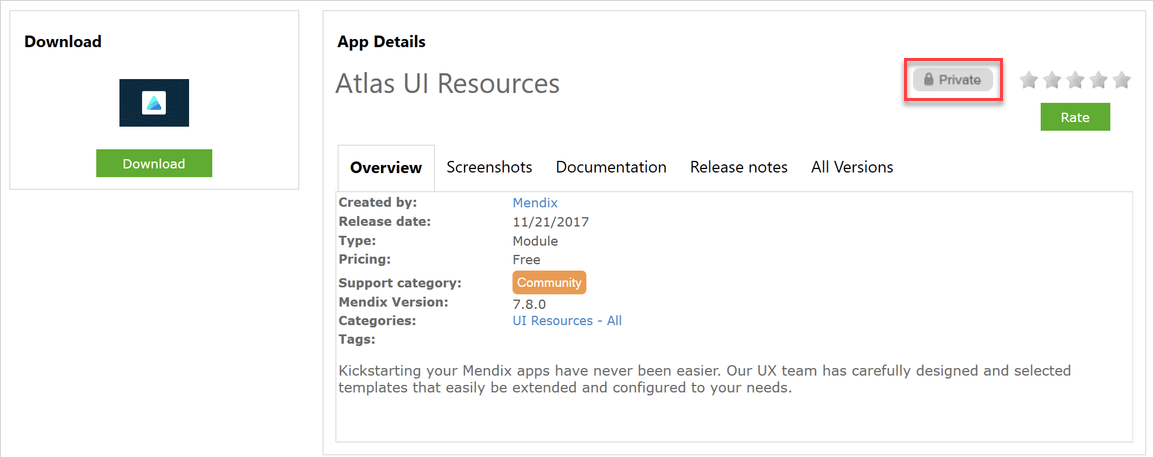 Download
Download
App Details
Atlas UI Resources
Private
Rate
Overview Screenshots Documentation Release notes All Versions
Created by: Mendix
Release date: 11/21/2017
Type: Module
Pricing: Free
Support category: Community
Mendix Version: 7.8.0
Categories: UI Resources - All
Tags:
Kickstarting your Mendix apps have never been easier. Our UX team has carefully designed and selected
templates that easily be extended and configured to your needs.